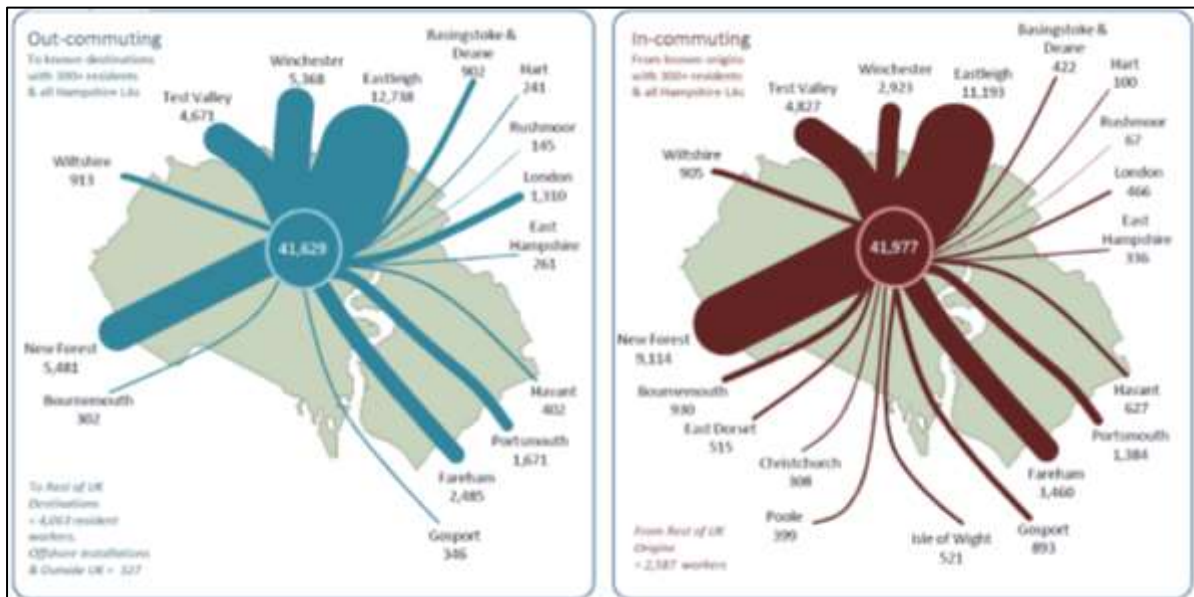 Out-commuting
To known destinations
with 300+ residents
& all Hampshire LAs
Winchester
5,368
Eastleigh
12,738
Basingstoke &
Deane
902
Hart
241
Test Valley
4,671
Rushmoor
145
Wiltshire
913
London
1,310
41,629
East
Hampshire
261
New Forest
5,481
Bournemouth
302
Havant
402
Portsmouth
1,671
Fareham
2,485
Gosport
346
To Rest of UK
Destinations
= 4,063 resident
workers.
Offshore Installations
& Outside UK = 327
In-commuting
From known origins
with 300+ residents
& all Hampshire LAs
Winchester
2,923
Eastleigh
11,193
Basingstoke &
Deane
422
Hart
100
Test Valley
4,827
Rushmoor
67
Wiltshire
905
London
466
41,977
East
Hampshire
336
New Forest
9,114
Bournemouth
930
East Dorset
515
Christchurch
308
Poole
399
Isle of Wight
521
Gosport
893
Fareham
3,460
Portsmouth
1,384
Havant
627
From Rest of UK
Origins
= 2,587 workers